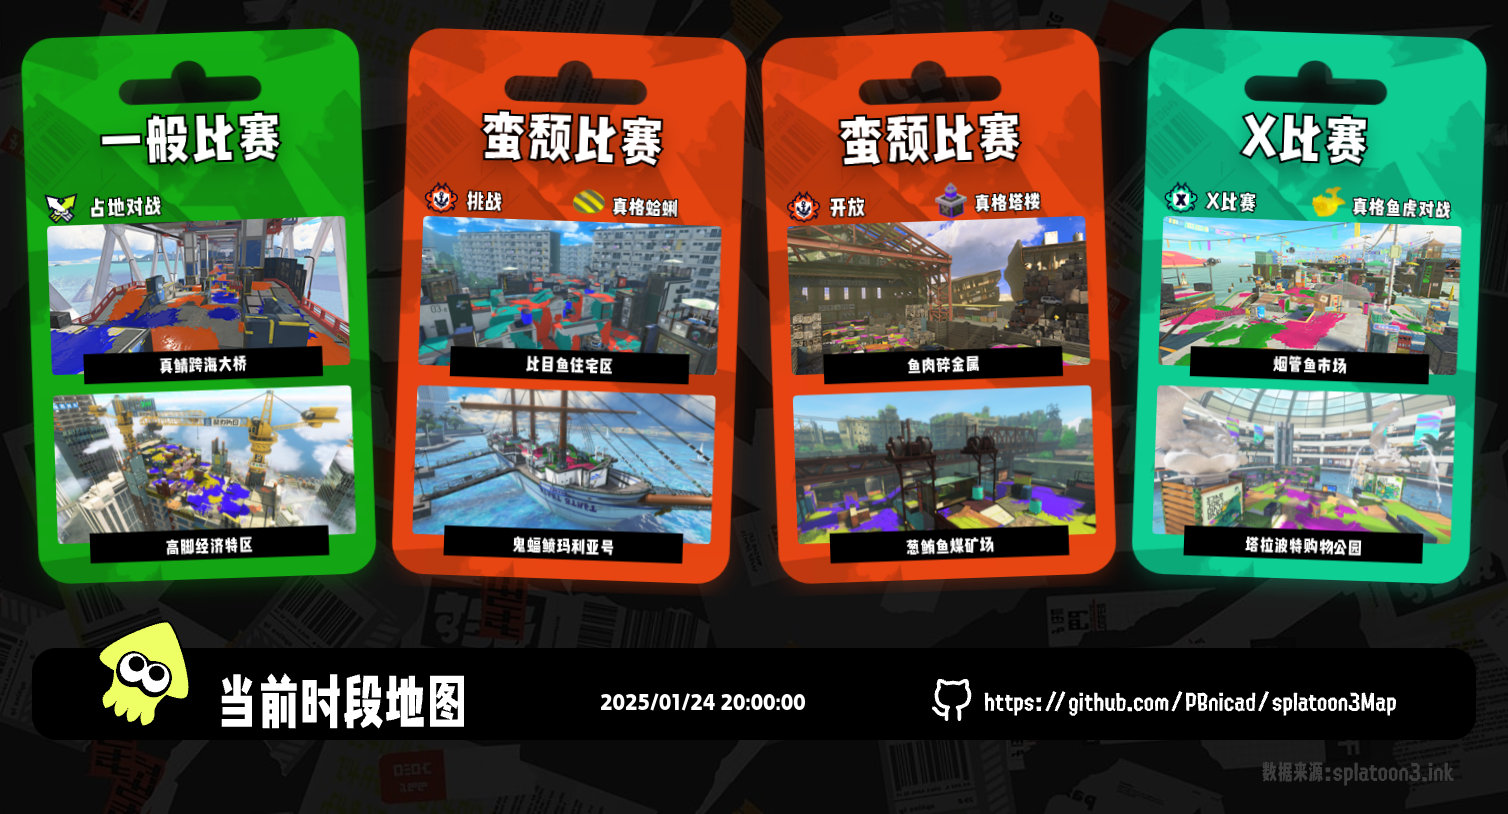 一般比赛
占地对战
真鲷跨海大桥
高脚经济特区
蛮颓比赛
挑战
真格蛤蜊
比目鱼住宅区
鬼蝠鲼玛利亚号
蛮颓比赛
开放
真格塔楼
鱼肉碎金属
葱鲔鱼煤矿场
X比赛
X比赛
真格鱼虎对战
烟管鱼市场
塔拉波特购物公园
当前时段地图
2025/01/24 20:00:00
https://github.com/PBnicad/splatoon3Map
数据来源:splatoon3.ink